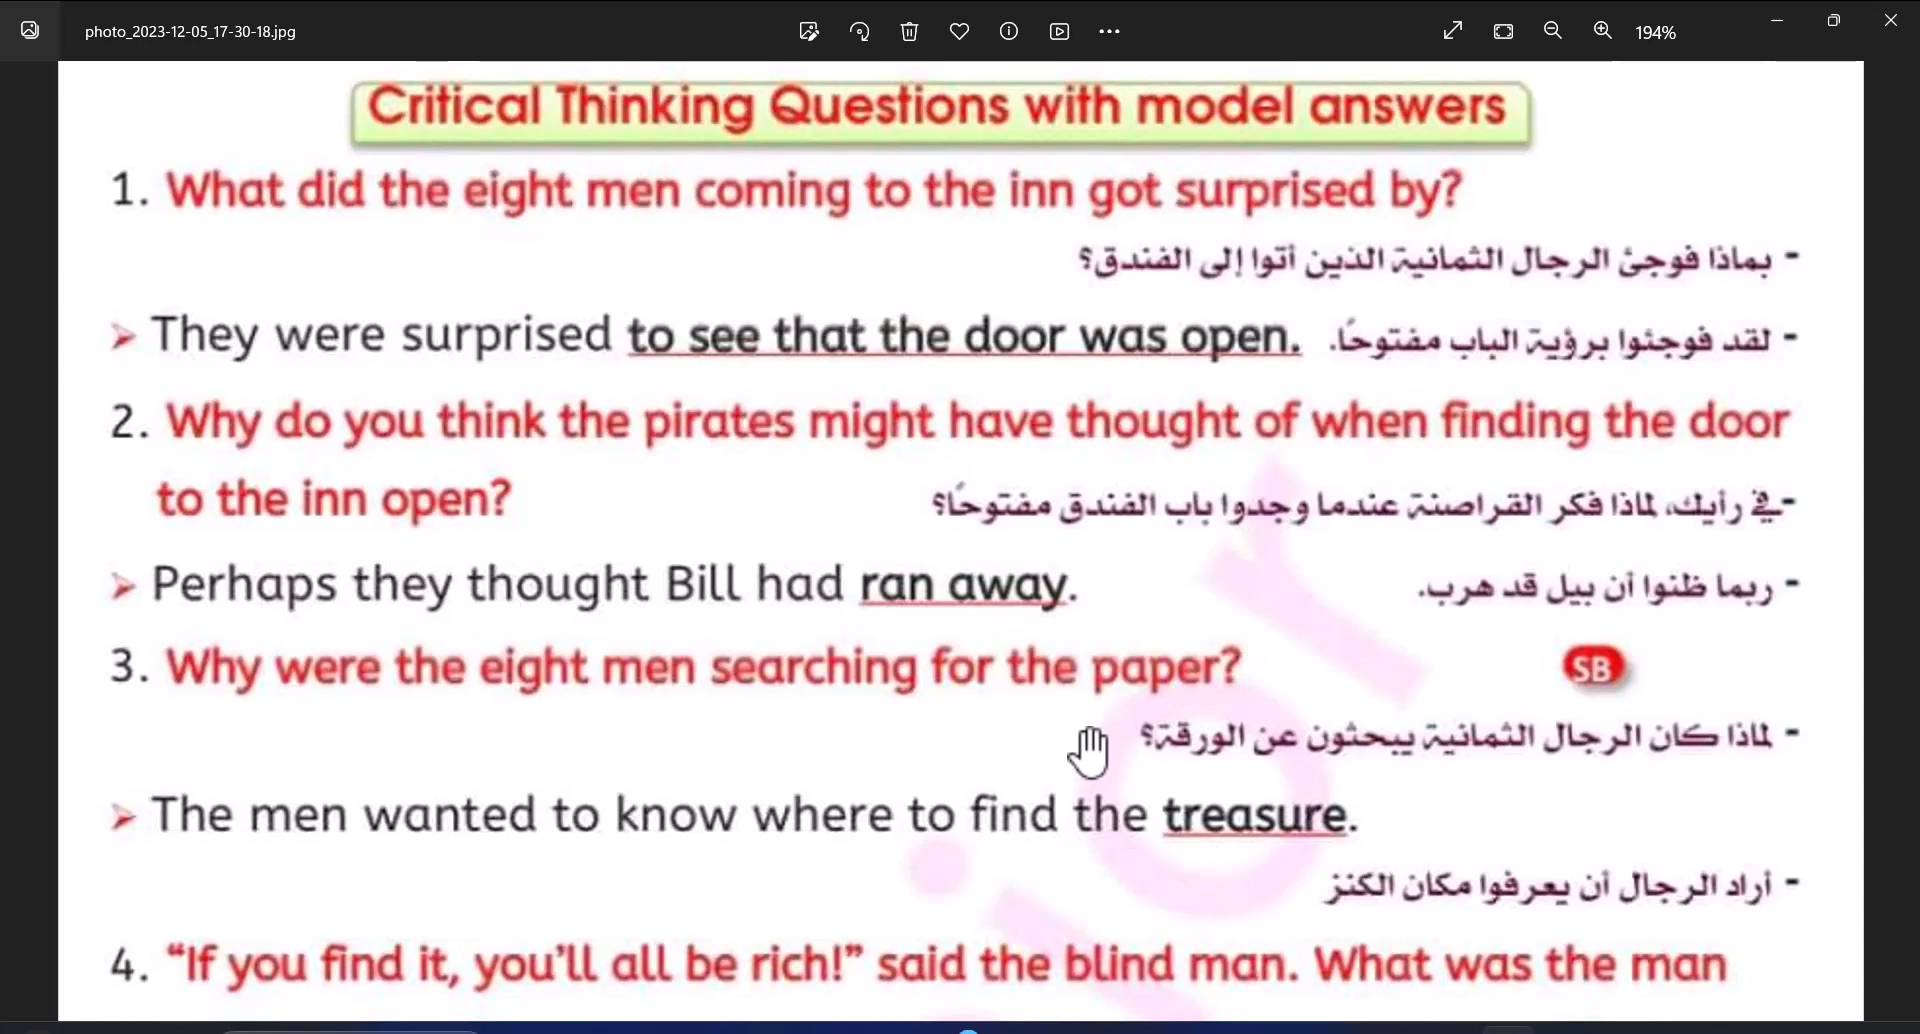 photo_2023-12-05_17-30-18.jpg
194%
Critical Thinking Questions with model answers
1. What did the eight men coming to the inn got surprised by?
- بماذا فوجئ الرجال الثمانية الذين أتوا إلى الفندق؟
They were surprised to see that the door was open. - لقد فوجئوا برؤية الباب مفتوحًا.
2. Why do you think the pirates might have thought of when finding the door
to the inn open? -في رأيك، لماذا فكر القراصنة عندما وجدوا باب الفندق مفتوحًا؟
Perhaps they thought Bill had ran away. - ربما ظنوا أن بيل قد هرب.
3. Why were the eight men searching for the paper? SB
- لماذا كان الرجال الثمانية يبحثون عن الورقة؟
The men wanted to know where to find the treasure.
- أراد الرجال أن يعرفوا مكان الكنز
4. “If you find it, you’ll all be rich!” said the blind man. What was the man